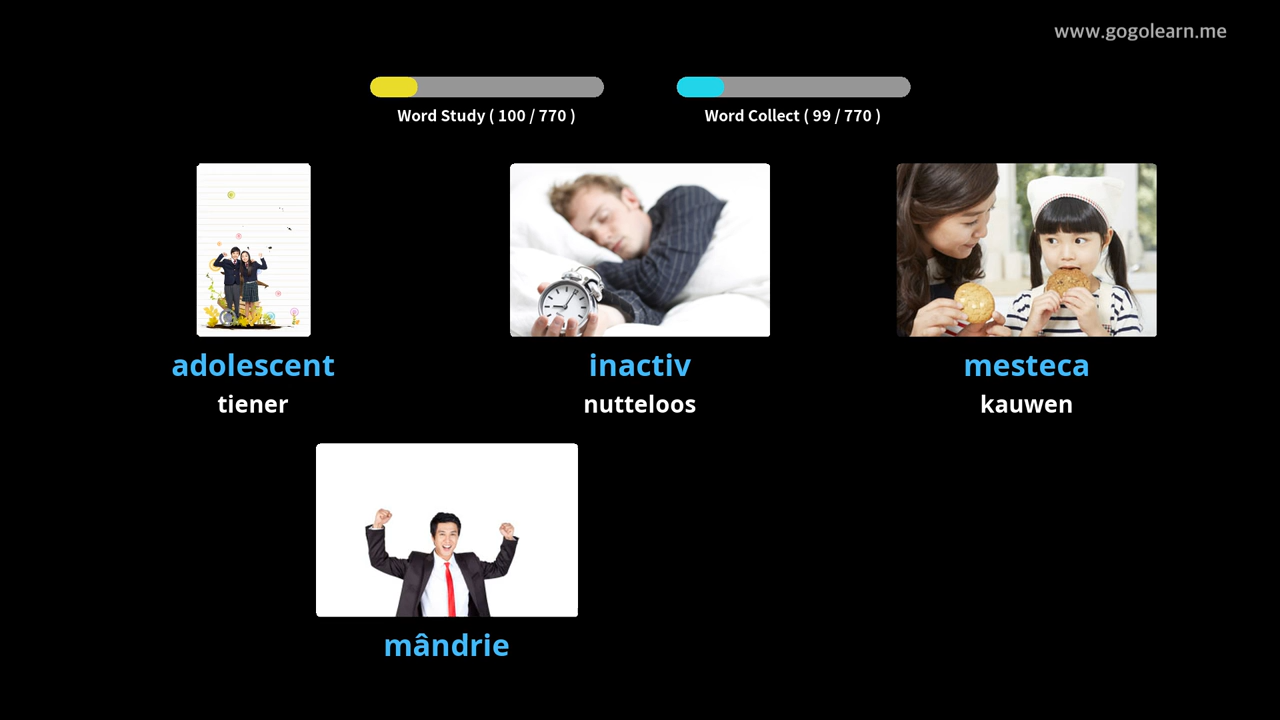 www.gogolearn.me
Word Study ( 100 / 770 )
Word Collect ( 99 / 770 )
adolescent
tiener
inactiv
nutteloos
mesteca
kauwen
mândrie